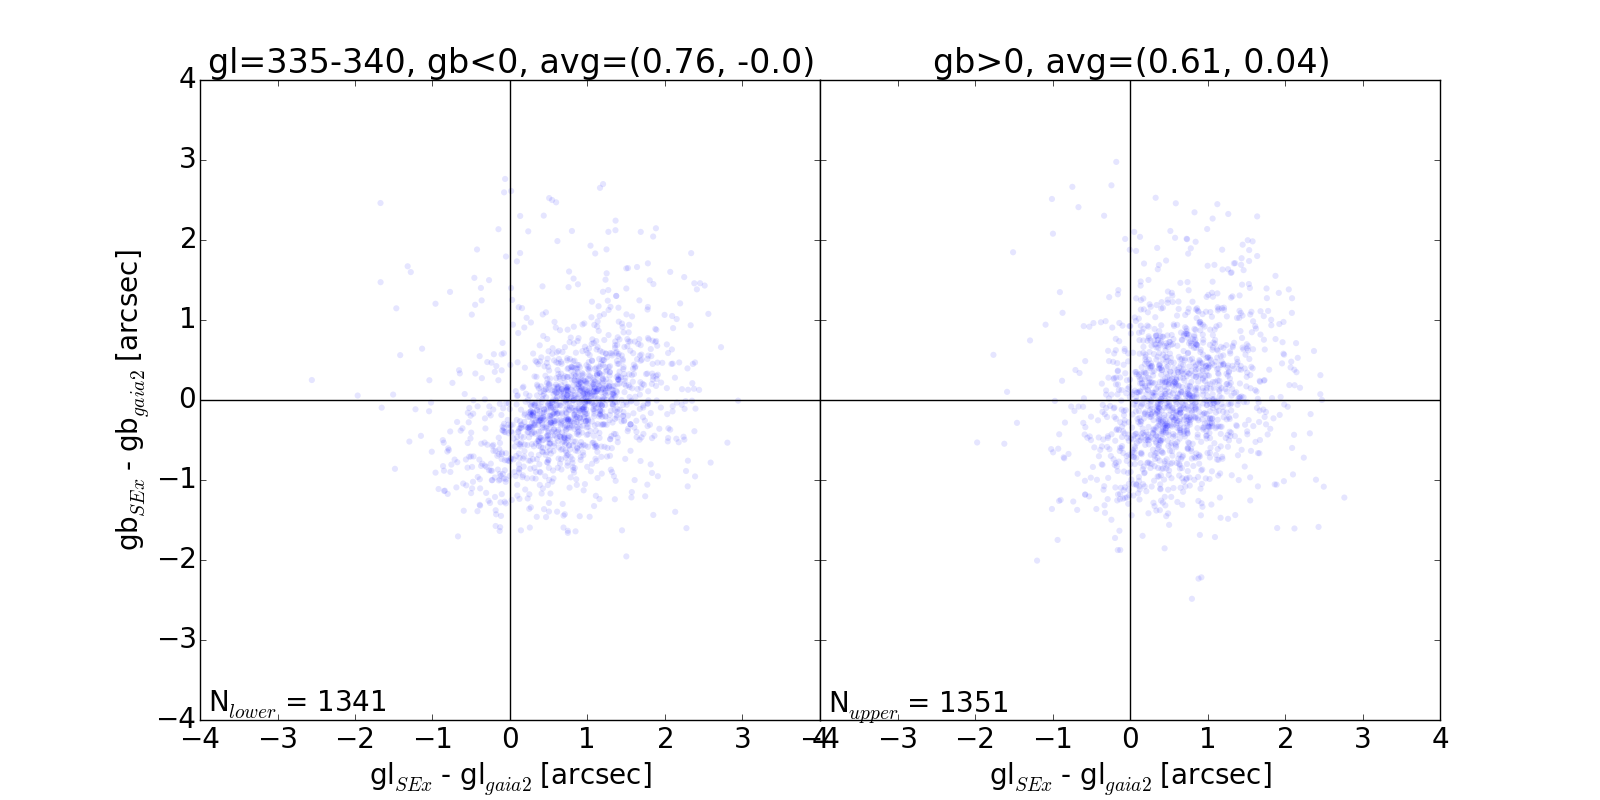 gl=335-340, gb<0, avg=(0.76, -0.0)
gb>0, avg=(0.61, 0.04)
4
3
2
1
0
−1
−2
−3
−4
gb_SEx - gb_gaia2 [arcsec]
N_lower = 1341
N_upper = 1351
−4 −3 −2 −1 0 1 2 3 4
−4 −3 −2 −1 0 1 2 3 4
gl_SEx - gl_gaia2 [arcsec]
gl_SEx - gl_gaia2 [arcsec]